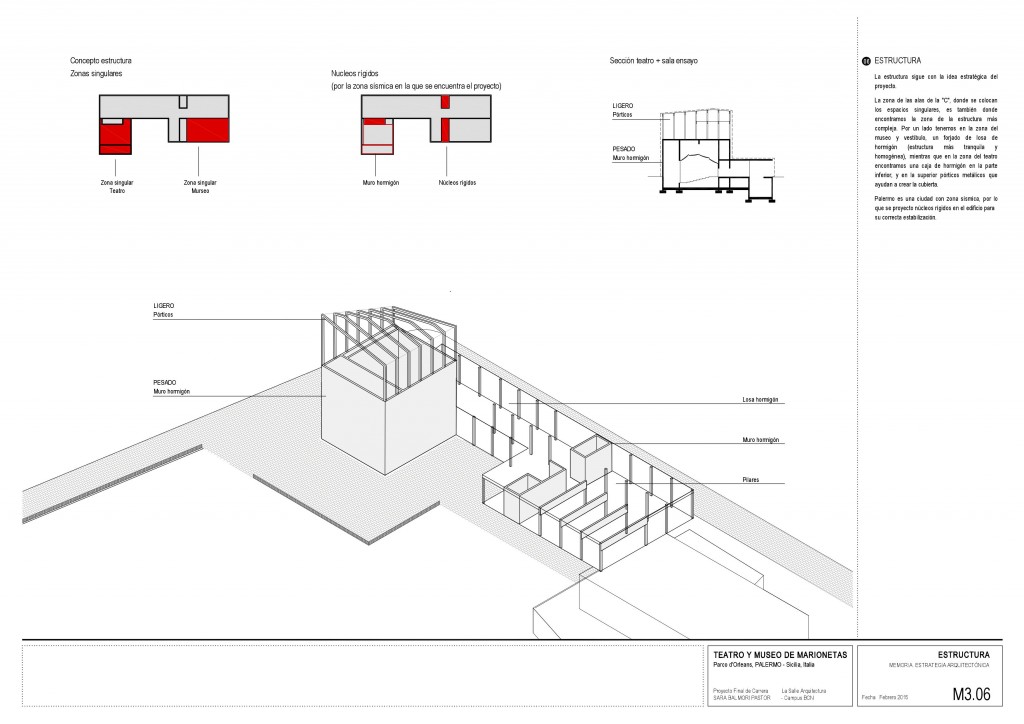 Concepto estructura
Zonas singulares
Zona singular
Teatro
Zona singular
Murseo
Nucleos rígidos
(por la zona sísmica en la que se encuentra el proyecto)
Muro hormigón
Núcleos rígidos
Sección teatro + sala ensayo
LIGERO
Pórticos
PESADO
Muro hormigón
ESTRUCTURA
La estructura sigue con la idea estratégica del
proyecto.
La zona de las alas de la "C", donde se colocan
los espacios singulares, es también donde
encontramos la zona de la estructura más
compleja. Por un lado tenemos en la zona del
museo y vestíbulo, un forjado de losa de
hormigón (estructura más tranquila y
homogénea), mientras que en la zona del teatro
encontramos una caja de hormigón en la parte
inferior, y en la superior pórticos metálicos que
ayudan a crear la cubierta.
Palermo es una ciudad con zona sísmica, por lo
que se proyecto núcleos rígidos en el edificio para
su correcta estabilización.
LIGERO
Pórticos
PESADO
Muro hormigón
Losa hormigón
Muro hormigón
Pilares
TEATRO Y MUSEO DE MARIONETAS
Parco d'Orleans, PALERMO - Sicilia, Italia
Proyecto Final de Carrera La Salle Arquitectura
SARA BALMORI PASTOR - Campus BCN
ESTRUCTURA
MEMORIA ESTRATEGIA ARQUITECTÓNICA
Fecha Febrero 2015
M3.06